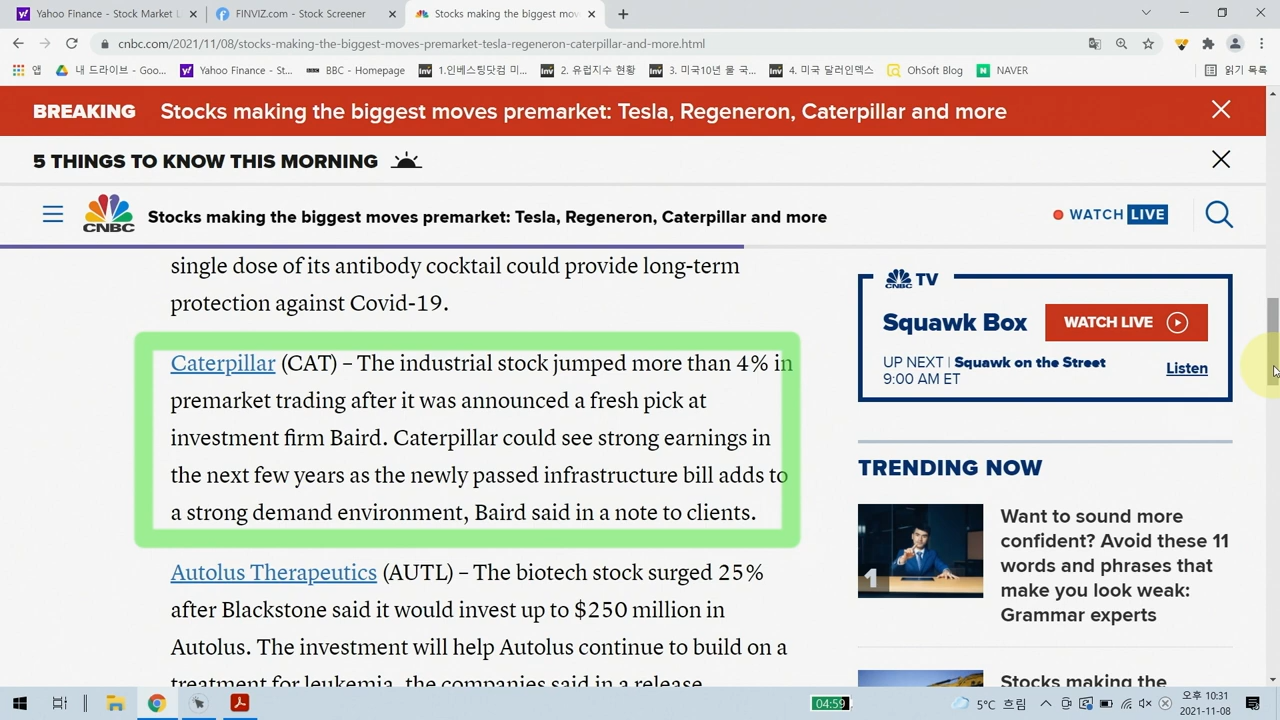 Yahoo Finance - Stock Market L
FINVIZ.com - Stock Screener
Stocks making the biggest mov
cnbc.com/2021/11/08/stocks-making-the-biggest-moves-premarket-tesla-regeneron-caterpillar-and-more.html
앱
내 드라이브 - Goo...
Yahoo Finance - St...
BBC - Homepage
1.인베스팅닷컴 미...
2. 유럽지수 현황
3. 미국10년 물 국...
4. 미국 달러인덱스
OhSoft Blog
NAVER
읽기 목록
BREAKING Stocks making the biggest moves premarket: Tesla, Regeneron, Caterpillar and more
5 THINGS TO KNOW THIS MORNING
CNBC
Stocks making the biggest moves premarket: Tesla, Regeneron, Caterpillar and more
WATCH LIVE
single dose of its antibody cocktail could provide long-term
protection against Covid-19.
Caterpillar (CAT) – The industrial stock jumped more than 4% in
premarket trading after it was announced a fresh pick at
investment firm Baird. Caterpillar could see strong earnings in
the next few years as the newly passed infrastructure bill adds to
a strong demand environment, Baird said in a note to clients.
Autolus Therapeutics (AUTL) – The biotech stock surged 25%
after Blackstone said it would invest up to $250 million in
Autolus. The investment will help Autolus continue to build on a
treatment for leukemia, the companies said in a release.
CNBC TV
Squawk Box
WATCH LIVE
UP NEXT | Squawk on the Street
9:00 AM ET
Listen
TRENDING NOW
1
Want to sound more
confident? Avoid these 11
words and phrases that
make you look weak:
Grammar experts
Stocks making the
04:59
5°C 흐림
오후 10:31
2021-11-08